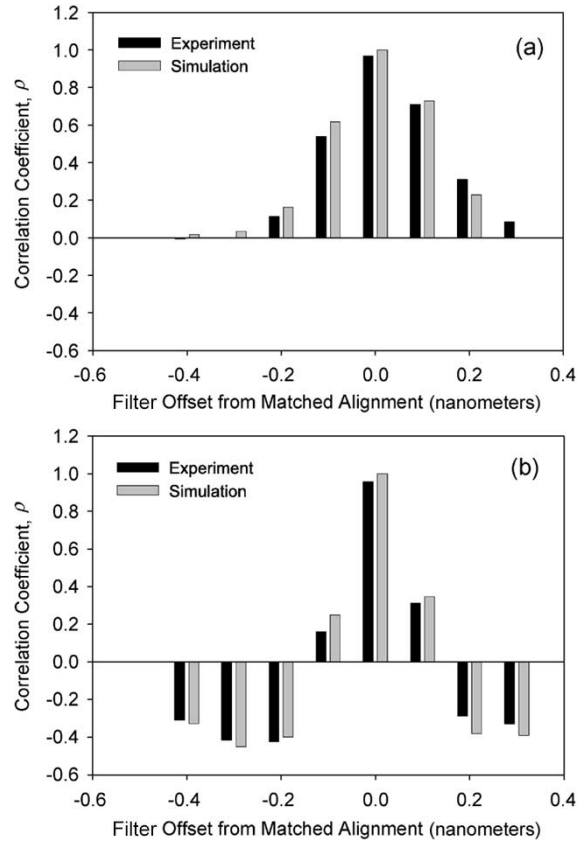 (a)
Experiment
Simulation
Correlation Coefficient, ρ
1.2
1.0
0.8
0.6
0.4
0.2
0.0
-0.2
-0.4
-0.6
-0.6 -0.4 -0.2 0.0 0.2 0.4
Filter Offset from Matched Alignment (nanometers)
(b)
Experiment
Simulation
Correlation Coefficient, ρ
1.2
1.0
0.8
0.6
0.4
0.2
0.0
-0.2
-0.4
-0.6
-0.6 -0.4 -0.2 0.0 0.2 0.4
Filter Offset from Matched Alignment (nanometers)